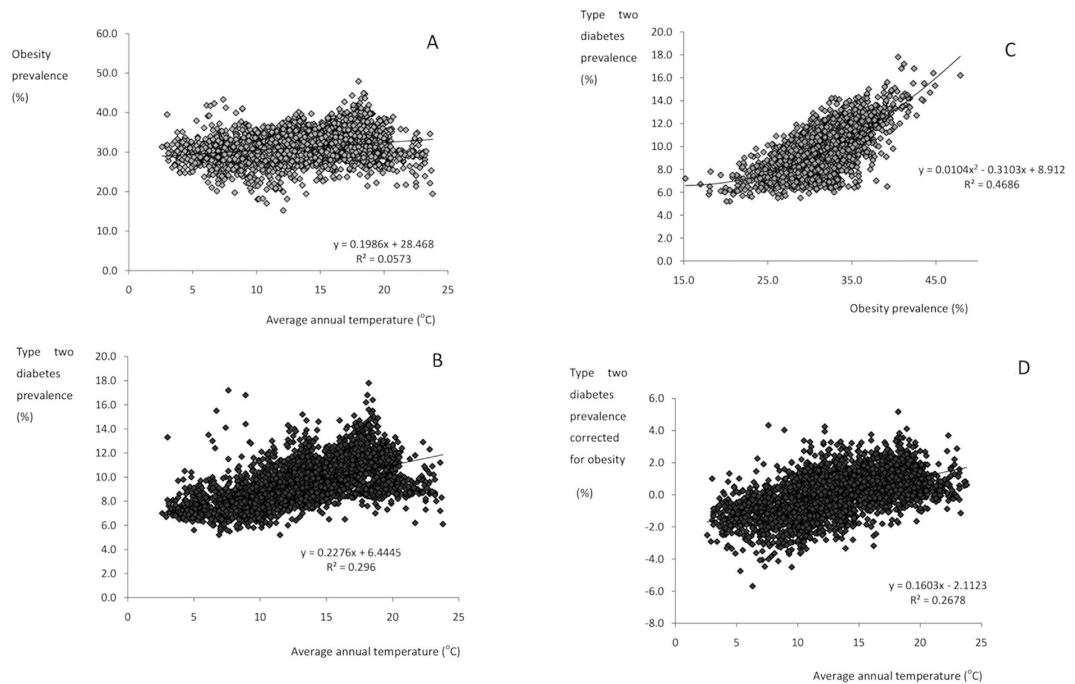 A
Obesity
prevalence
(%)
60.0
50.0
40.0
30.0
20.0
10.0
0.0
y = 0.1986x + 28.468
R² = 0.0573
0 5 10 15 20 25
Average annual temperature (°C)
B
Type two
diabetes
prevalence
(%)
20.0
18.0
16.0
14.0
12.0
10.0
8.0
6.0
4.0
2.0
0.0
y = 0.2276x + 6.4445
R² = 0.296
0 5 10 15 20 25
Average annual temperature (°C)
C
Type two
diabetes
prevalence
(%)
20.0
18.0
16.0
14.0
12.0
10.0
8.0
6.0
4.0
2.0
0.0
y = 0.0104x² - 0.3103x + 8.912
R² = 0.4686
15.0 25.0 35.0 45.0
Obesity prevalence (%)
D
Type two
diabetes
prevalence
corrected
for obesity
(%)
6.0
4.0
2.0
0.0
-2.0
-4.0
-6.0
-8.0
y = 0.1603x - 2.1123
R² = 0.2678
0 5 10 15 20 25
Average annual temperature (°C)